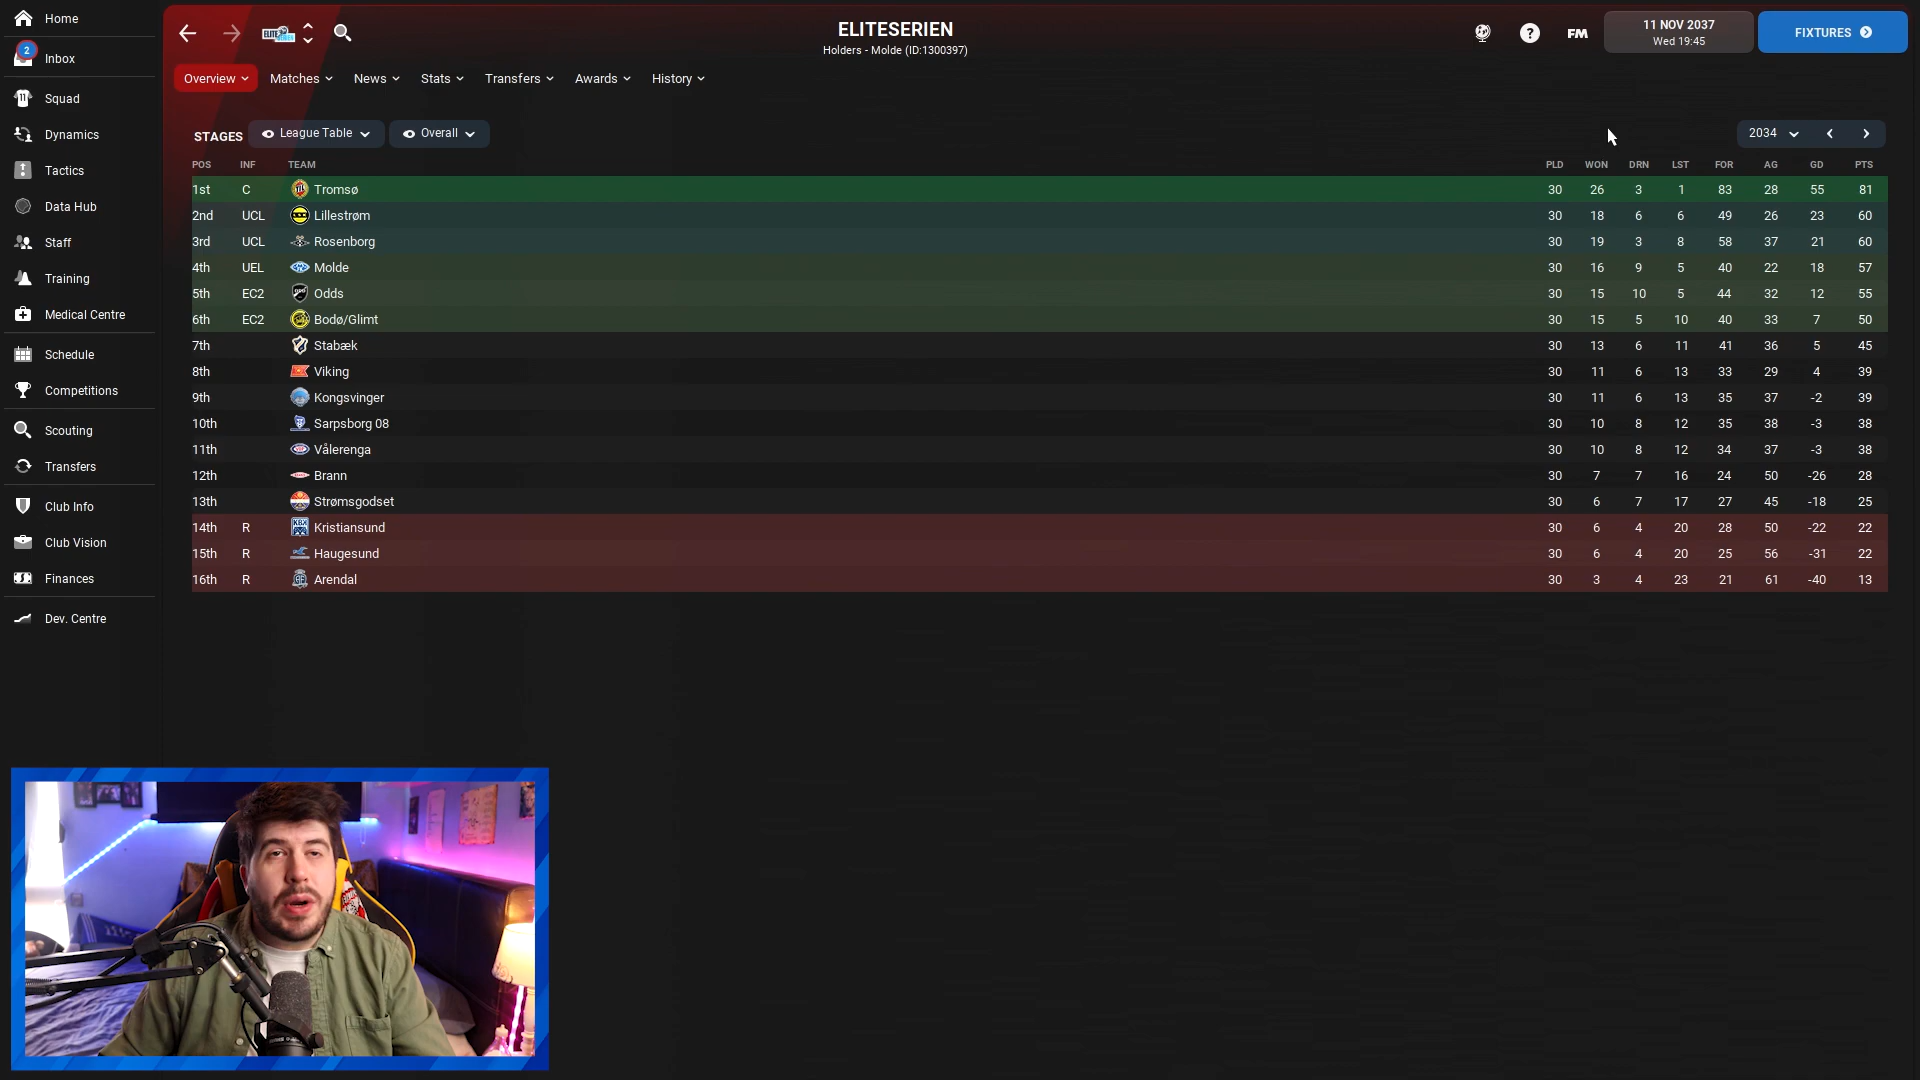 Home
2
Inbox
Squad
Dynamics
Tactics
Data Hub
Staff
Training
Medical Centre
Schedule
Competitions
Scouting
Transfers
Club Info
Club Vision
Finances
Dev. Centre
ELITESERIEN
Holders - Molde (ID:1300397)
? FM
11 NOV 2037
Wed 19:45
FIXTURES
Overview Matches News Stats Transfers Awards History
STAGES League Table Overall 2034
POS INF TEAM PLD WON DRN LST FOR AG GD PTS
1st C Tromsø 30 26 3 1 83 28 55 81
2nd UCL Lillestrøm 30 18 6 6 49 26 23 60
3rd UCL Rosenborg 30 19 3 8 58 37 21 60
4th UEL Molde 30 16 9 5 40 22 18 57
5th EC2 Odds 30 15 10 5 44 32 12 55
6th EC2 Bodø/Glimt 30 15 5 10 40 33 7 50
7th Stabæk 30 13 6 11 41 36 5 45
8th Viking 30 11 6 13 33 29 4 39
9th Kongsvinger 30 11 6 13 35 37 -2 39
10th Sarpsborg 08 30 10 8 12 35 38 -3 38
11th Vålerenga 30 10 8 12 34 37 -3 38
12th Brann 30 7 7 16 24 50 -26 28
13th Strømsgodset 30 6 7 17 27 45 -18 25
14th R KBK Kristiansund 30 6 4 20 28 50 -22 22
15th R Haugesund 30 6 4 20 25 56 -31 22
16th R Arendal 30 3 4 23 21 61 -40 13